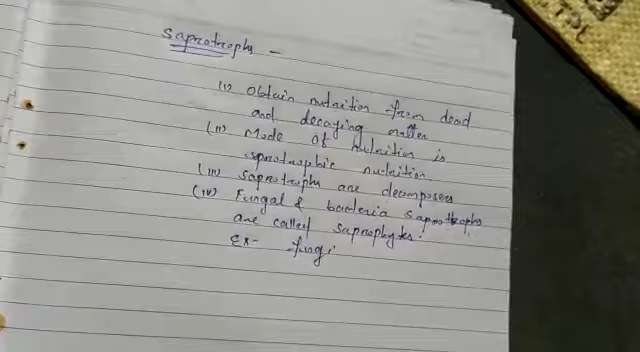 Saprotrophs -
(i) Obtain nutrition from dead
and decaying matter
(ii) Mode of nutrition is
sprotrophic nutrition.
(iii) saprotrophs are decomposers
(iv) Fungal & bacteria saprotrophs
are called saprophytes.
Ex- fungi